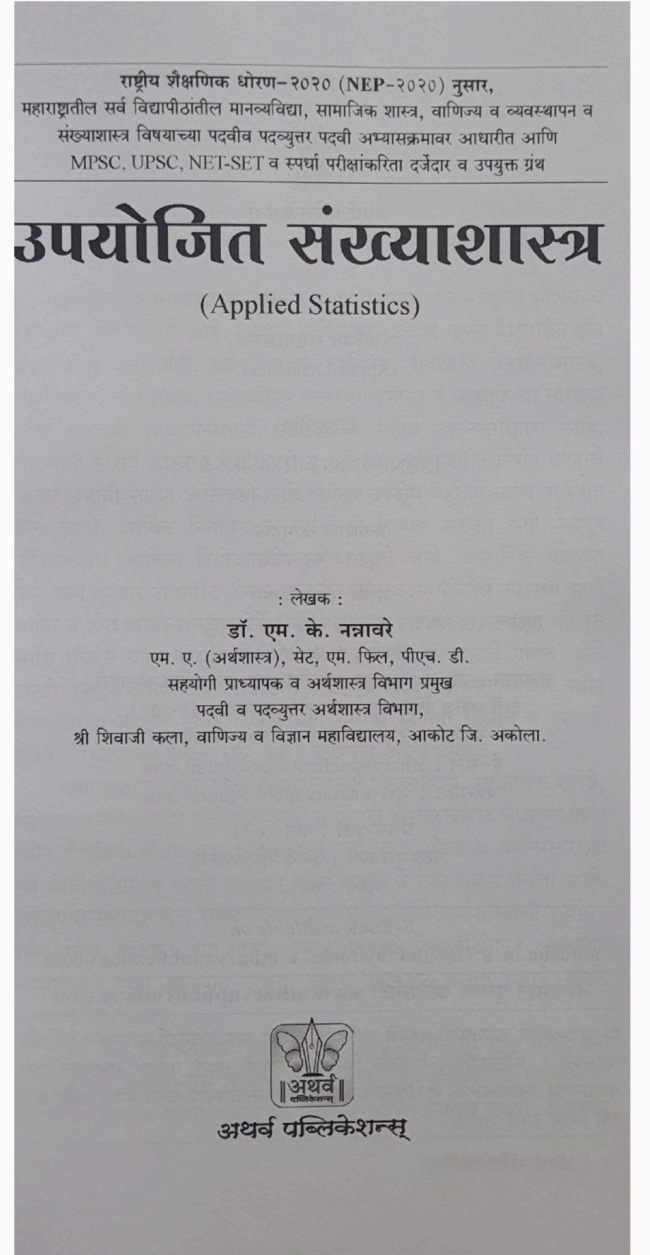 राष्ट्रीय शैक्षणिक धोरण-२०२० (NEP-२०२०) नुसार,
महाराष्ट्रातील सर्व विद्यापीठांतील मानव्यविद्या, सामाजिक शास्त्र, वाणिज्य व व्यवस्थापन व
संख्याशास्त्र विषयाच्या पदवीव पदव्युत्तर पदवी अभ्यासक्रमावर आधारीत आणि
MPSC, UPSC, NET-SET व स्पर्धा परीक्षांकरिता दर्जेदार व उपयुक्त ग्रंथ
उपयोजित संख्याशास्त्र
(Applied Statistics)
: लेखक :
डॉ. एम. के. नन्नावरे
एम. ए. (अर्थशास्त्र), सेट, एम. फिल, पीएच. डी.
सहयोगी प्राध्यापक व अर्थशास्त्र विभाग प्रमुख
पदवी व पदव्युत्तर अर्थशास्त्र विभाग,
श्री शिवाजी कला, वाणिज्य व विज्ञान महाविद्यालय, आकोट जि. अकोला.
॥अथर्व॥
पब्लिकेशन्स्
अथर्व पब्लिकेशन्स्